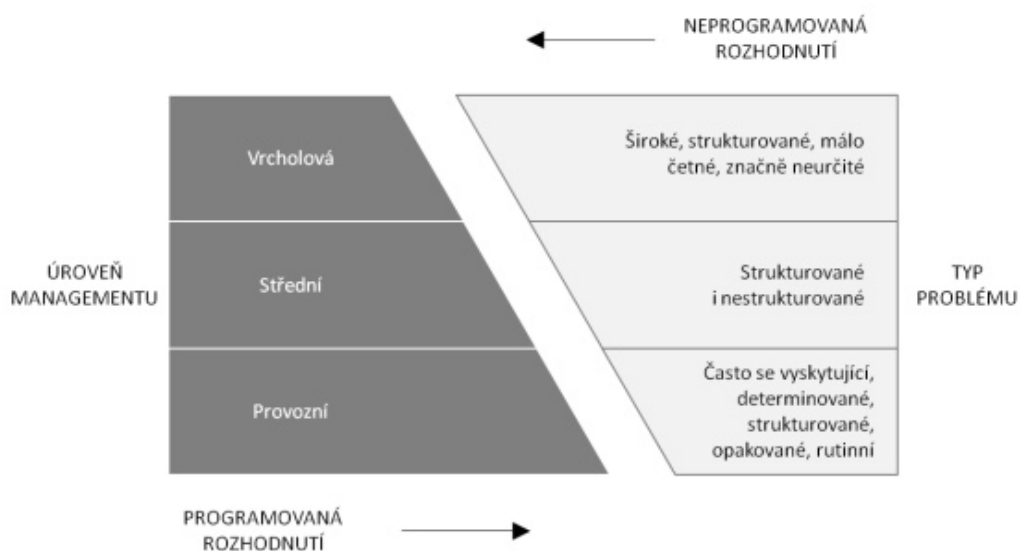 NEPROGRAMOVANÁ
ROZHODNUTÍ
Vrcholová
Široké, strukturované, málo
četné, značně neurčité
ÚROVEŇ
MANAGEMENTU
Střední
Strukturované
i nestrukturované
TYP
PROBLÉMU
Provozní
Často se vyskytující,
determinované,
strukturované,
opakované, rutinní
PROGRAMOVANÁ
ROZHODNUTÍ